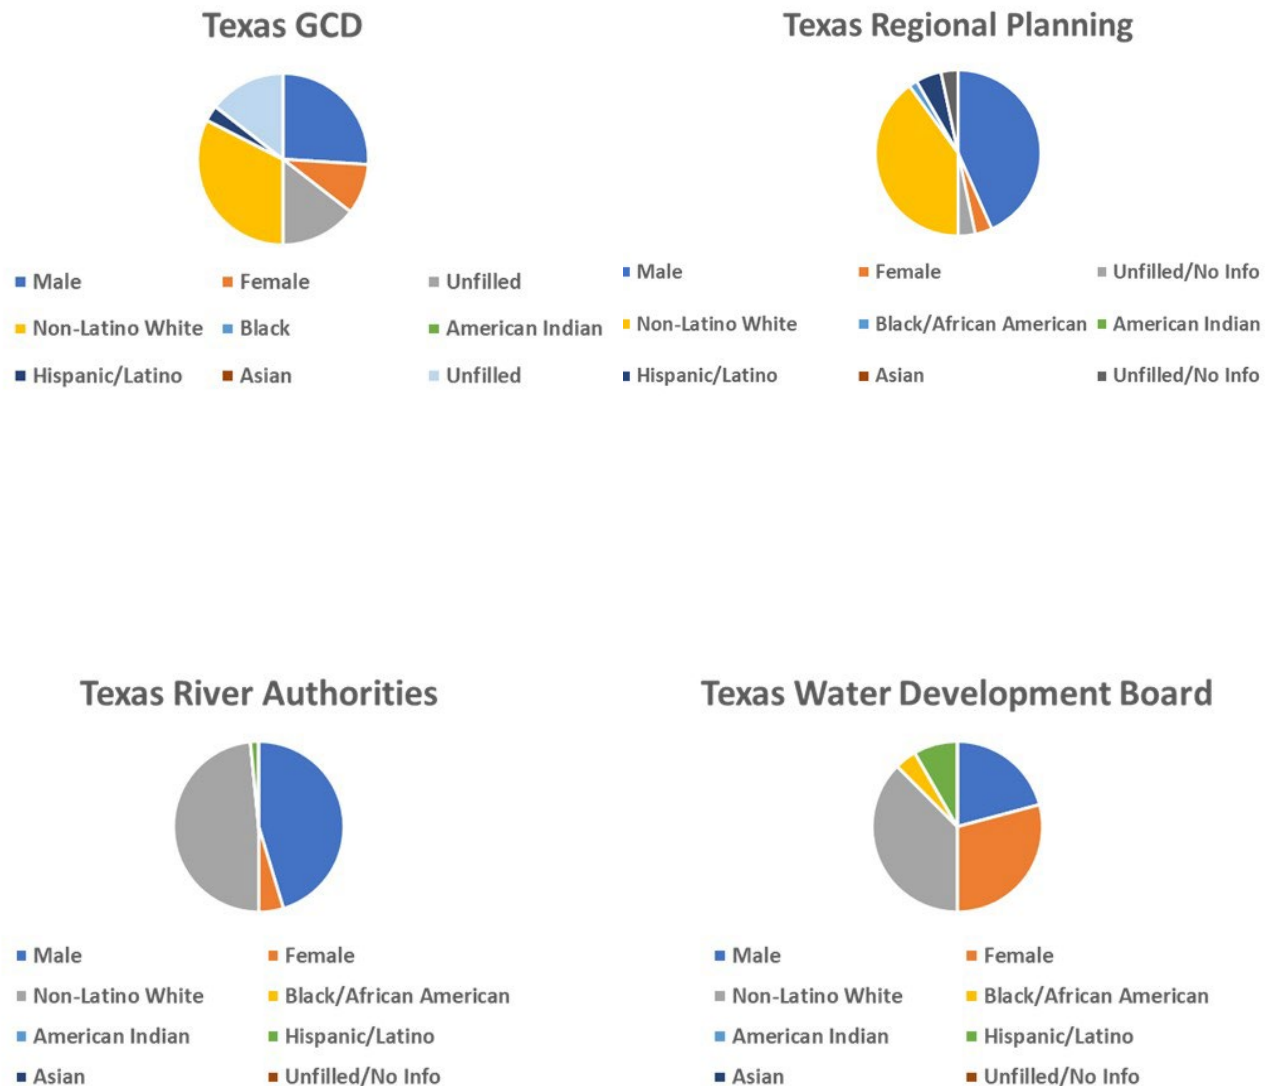 Texas GCD
Male Female Unfilled
Non-Latino White Black American Indian
Hispanic/Latino Asian Unfilled
Texas Regional Planning
Male Female Unfilled/No Info
Non-Latino White Black/African American American Indian
Hispanic/Latino Asian Unfilled/No Info
Texas River Authorities
Male Female
Non-Latino White Black/African American
American Indian Hispanic/Latino
Asian Unfilled/No Info
Texas Water Development Board
Male Female
Non-Latino White Black/African American
American Indian Hispanic/Latino
Asian Unfilled/No Info